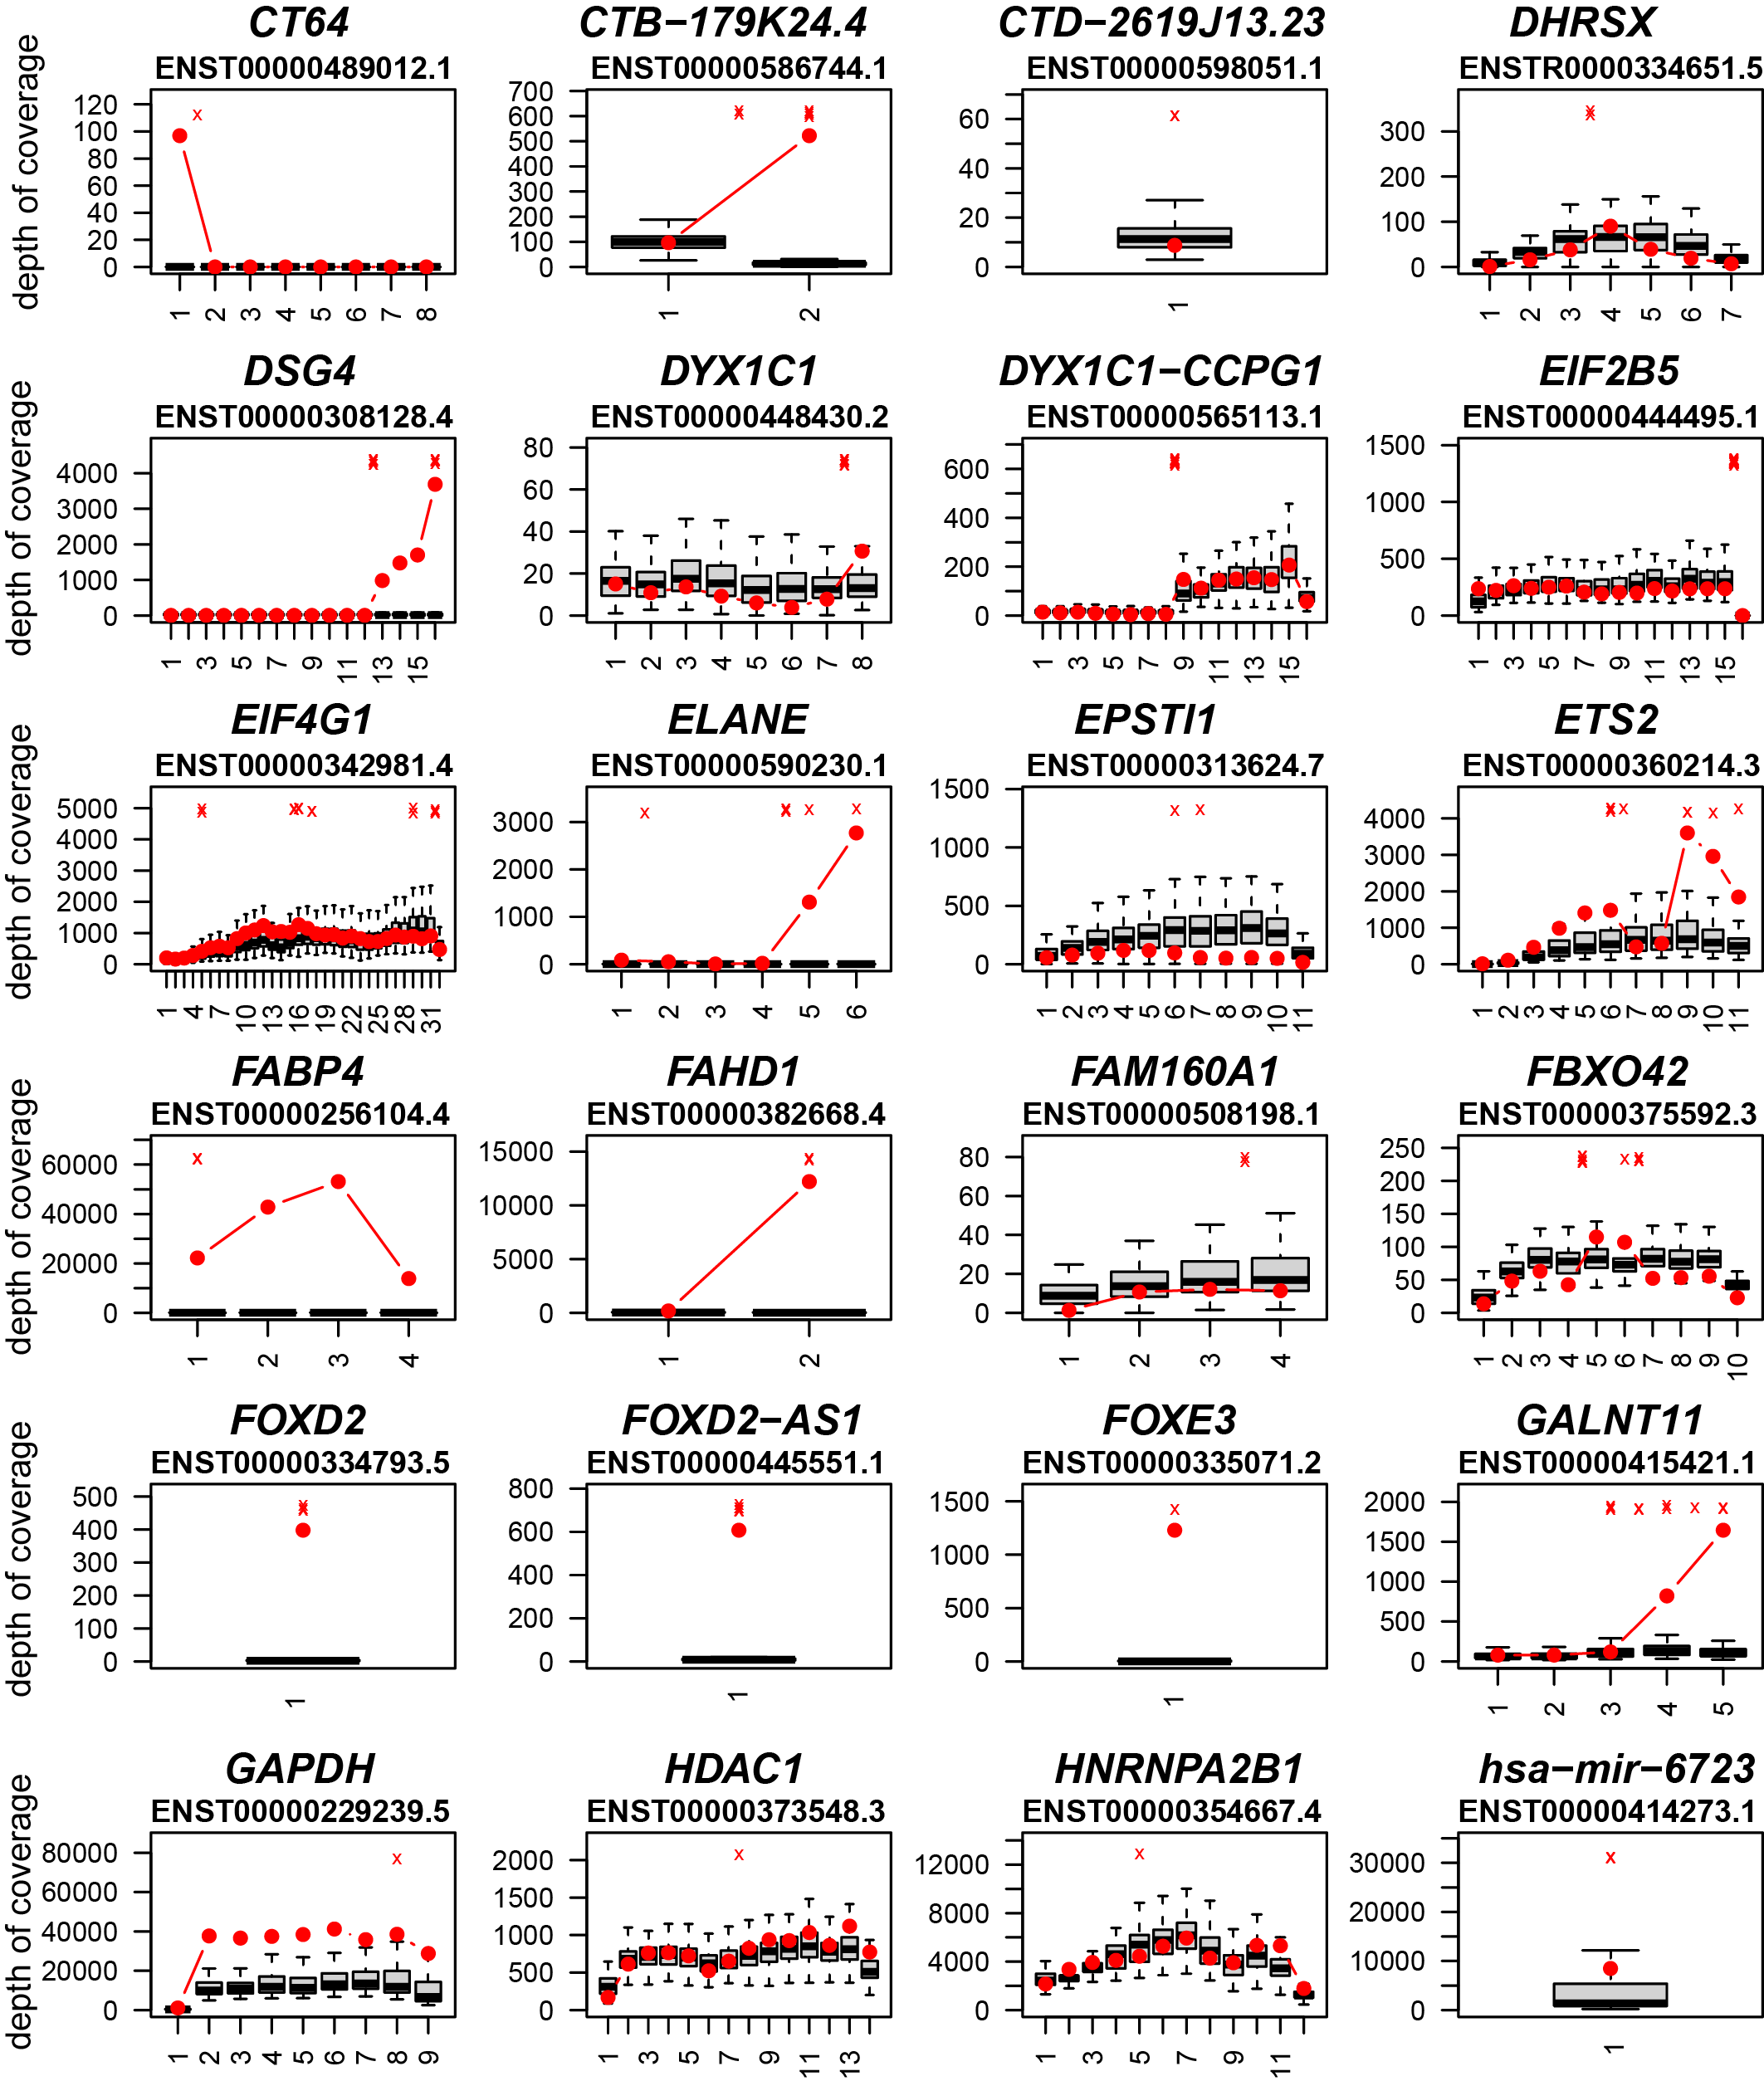 CT64 CTB−179K24.4 CTD−2619J13.23 DHRSX
ENST00000489012.1 ENST00000586744.1 ENST00000598051.1 ENSTR0000334651.5
depth of coverage
0 20 40 60 80 100 120
1 2 3 4 5 6 7 8
0 100 200 300 400 500 600 700
1 2
0 20 40 60
1
0 100 200 300
1 2 3 4 5 6 7
DSG4 DYX1C1 DYX1C1−CCPG1 EIF2B5
ENST00000308128.4 ENST00000448430.2 ENST00000565113.1 ENST00000444495.1
depth of coverage
0 1000 2000 3000 4000
1 3 5 7 9 11 13 15
0 20 40 60 80
1 2 3 4 5 6 7 8
0 200 400 600
1 3 5 7 9 11 13 15
0 500 1000 1500
1 3 5 7 9 11 13 15
EIF4G1 ELANE EPSTI1 ETS2
ENST00000342981.4 ENST00000590230.1 ENST00000313624.7 ENST00000360214.3
depth of coverage
0 1000 2000 3000 4000 5000
1 4 7 10 13 16 19 22 25 28 31
0 1000 2000 3000
1 2 3 4 5 6
0 500 1000 1500
1 2 3 4 5 6 7 8 9 10 11
0 1000 2000 3000 4000
1 2 3 4 5 6 7 8 9 10 11
FABP4 FAHD1 FAM160A1 FBXO42
ENST00000256104.4 ENST00000382668.4 ENST00000508198.1 ENST00000375592.3
depth of coverage
0 20000 40000 60000
1 2 3 4
0 5000 10000 15000
1 2
0 20 40 60 80
1 2 3 4
0 50 100 150 200 250
1 2 3 4 5 6 7 8 9 10
FOXD2 FOXD2−AS1 FOXE3 GALNT11
ENST00000334793.5 ENST00000445551.1 ENST00000335071.2 ENST00000415421.1
depth of coverage
0 100 200 300 400 500
1
0 200 400 600 800
1
0 500 1000 1500
1
0 500 1000 1500 2000
1 2 3 4 5
GAPDH HDAC1 HNRNPA2B1 hsa−mir−6723
ENST00000229239.5 ENST00000373548.3 ENST00000354667.4 ENST00000414273.1
depth of coverage
0 20000 40000 60000 80000
1 2 3 4 5 6 7 8 9
0 500 1000 1500 2000
1 3 5 7 9 11 13
0 4000 8000 12000
1 3 5 7 9 11
0 10000 20000 30000
1